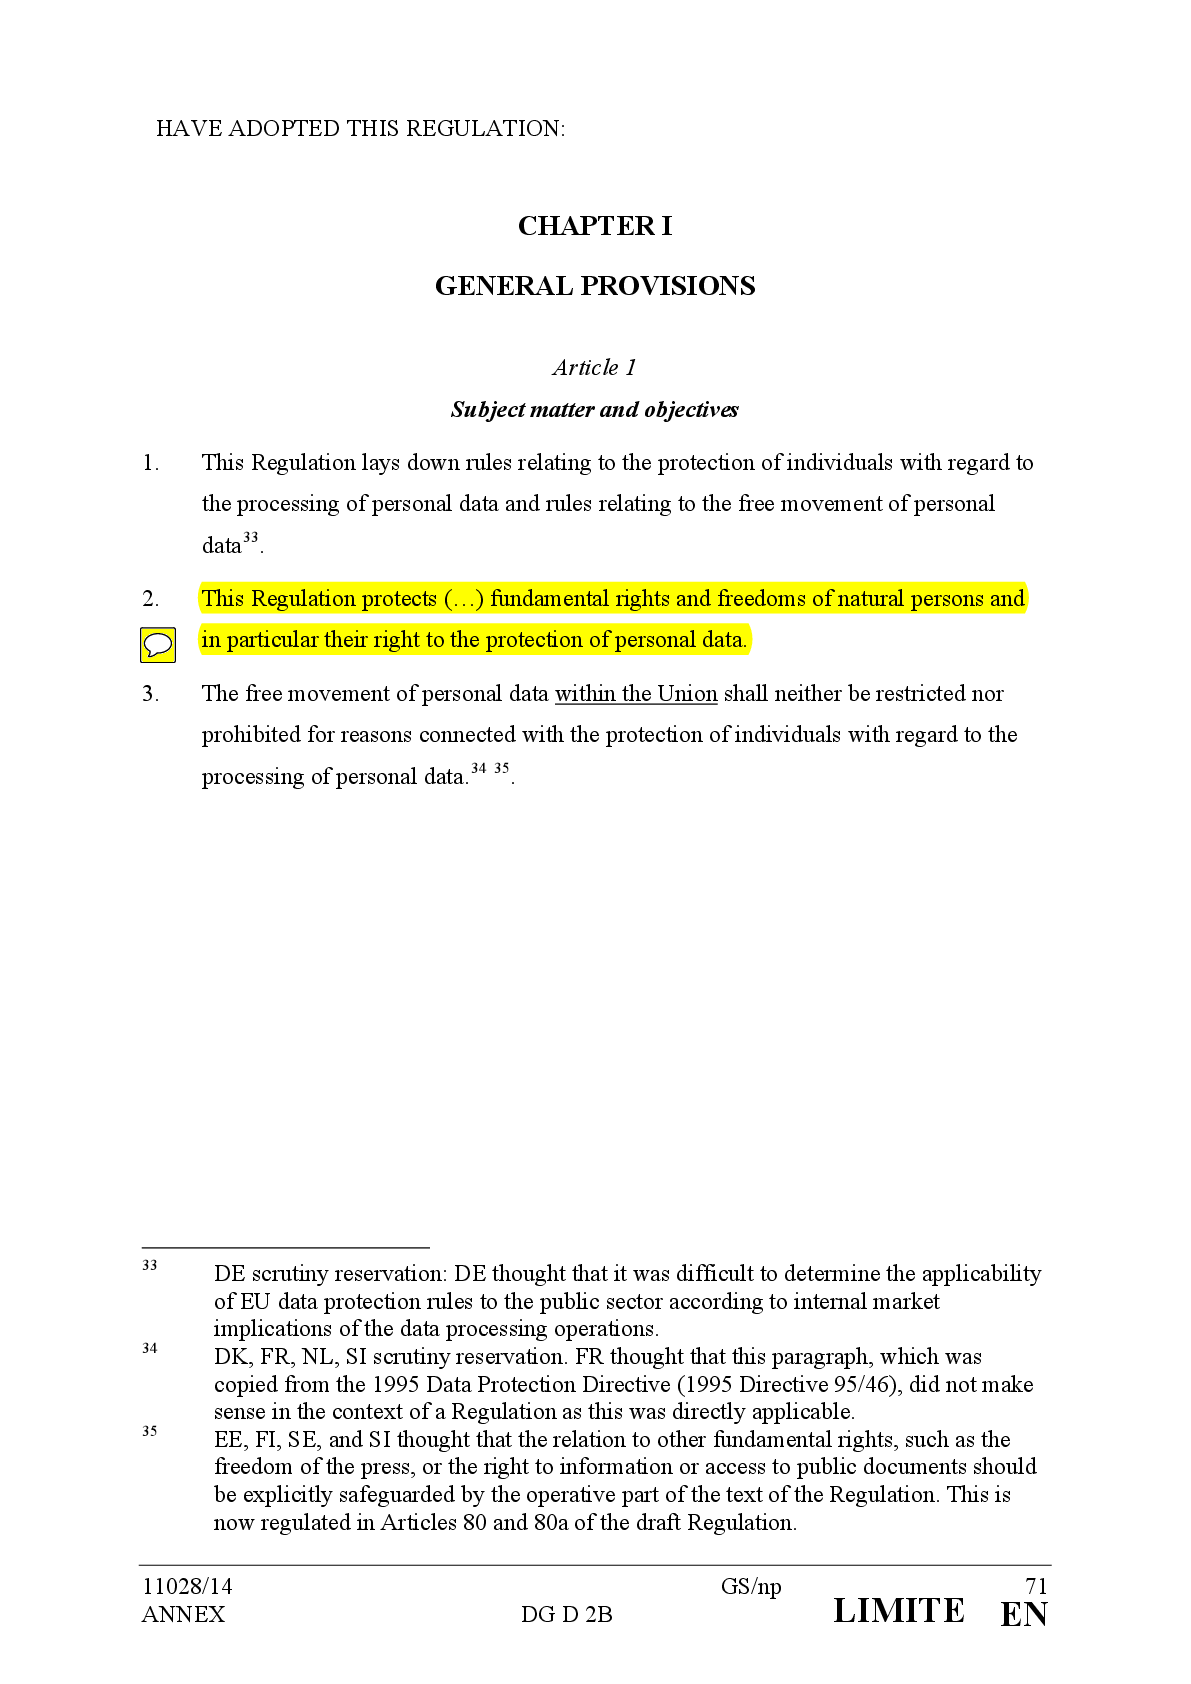 HAVE ADOPTED THIS REGULATION:
CHAPTER I
GENERAL PROVISIONS
Article 1
Subject matter and objectives
1. This Regulation lays down rules relating to the protection of individuals with regard to
the processing of personal data and rules relating to the free movement of personal
data33.
2. This Regulation protects (…) fundamental rights and freedoms of natural persons and
in particular their right to the protection of personal data.
3. The free movement of personal data within the Union shall neither be restricted nor
prohibited for reasons connected with the protection of individuals with regard to the
processing of personal data.34 35.
33 DE scrutiny reservation: DE thought that it was difficult to determine the applicability
of EU data protection rules to the public sector according to internal market
implications of the data processing operations.
34 DK, FR, NL, SI scrutiny reservation. FR thought that this paragraph, which was
copied from the 1995 Data Protection Directive (1995 Directive 95/46), did not make
sense in the context of a Regulation as this was directly applicable.
35 EE, FI, SE, and SI thought that the relation to other fundamental rights, such as the
freedom of the press, or the right to information or access to public documents should
be explicitly safeguarded by the operative part of the text of the Regulation. This is
now regulated in Articles 80 and 80a of the draft Regulation.
11028/14 GS/np 71
ANNEX DG D 2B LIMITE EN